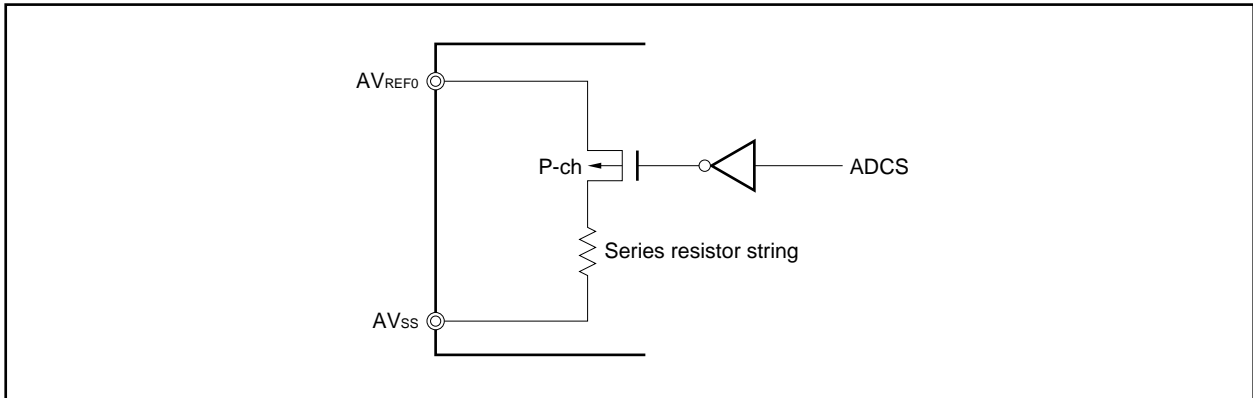 AVREF0
P-ch
ADCS
Series resistor string
AVSS